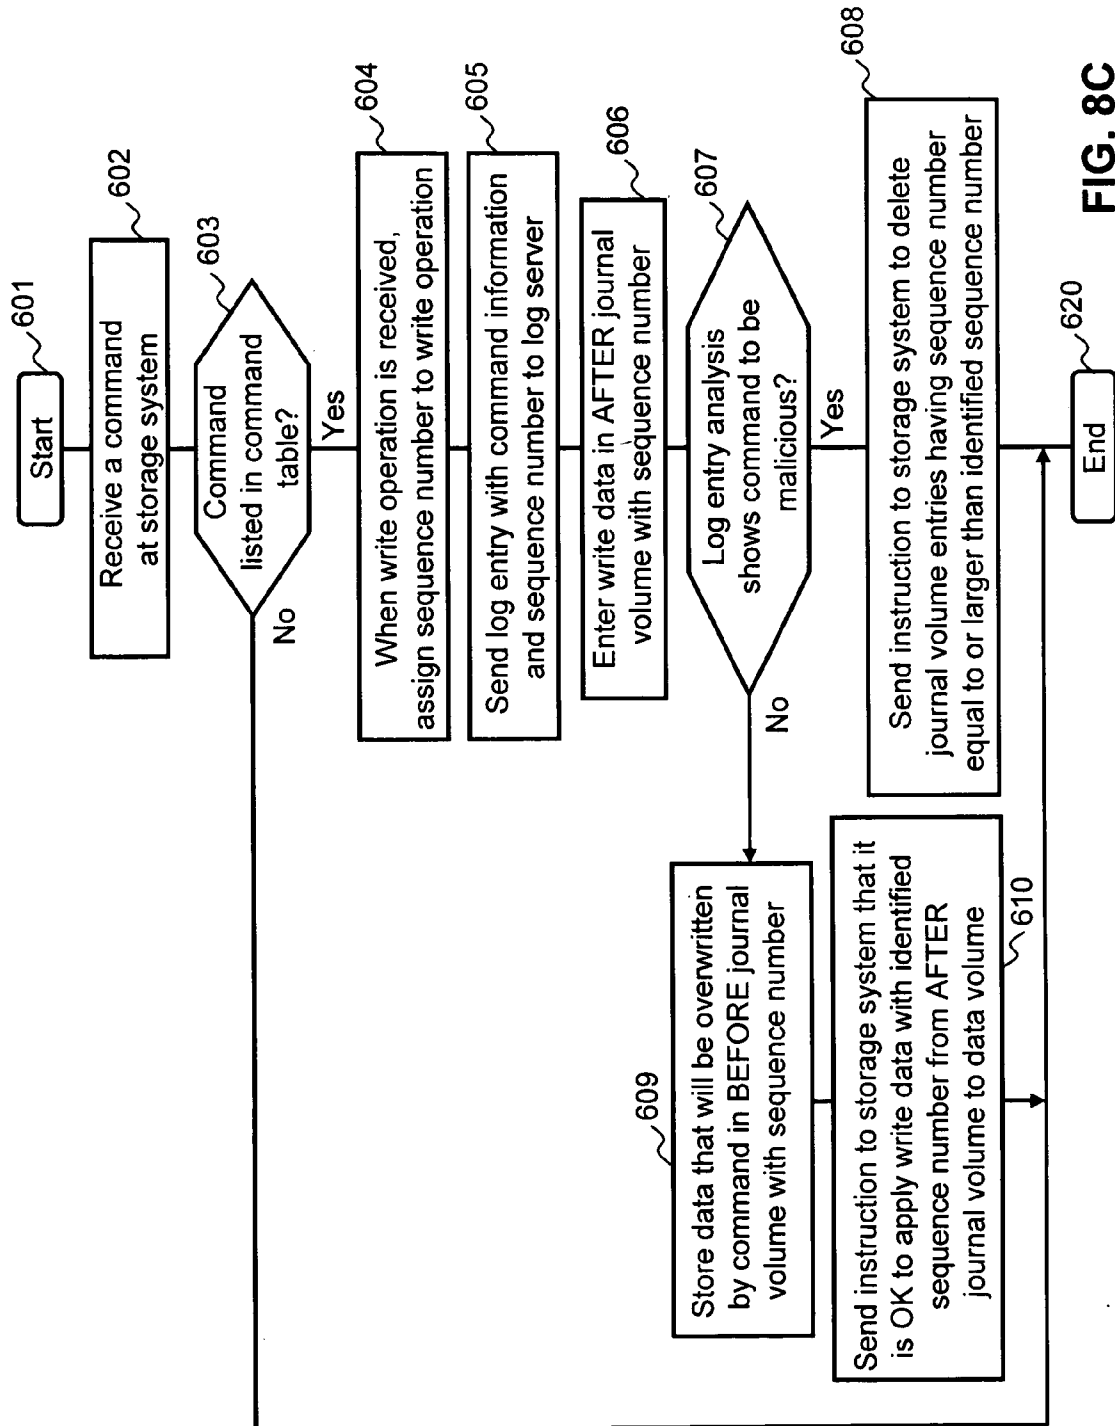 Start
601
Receive a command
at storage system
602
Command
listed in command
table?
603
No
Yes
When write operation is received,
assign sequence number to write operation
604
Send log entry with command information
and sequence number to log server
605
Enter write data in AFTER journal
volume with sequence number
606
Log entry analysis
shows command to be
malicious?
607
No
Yes
Send instruction to storage system to delete
journal volume entries having sequence number
equal to or larger than identified sequence number
608
609
Store data that will be overwritten
by command in BEFORE journal
volume with sequence number
Send instruction to storage system that it
is OK to apply write data with identified
sequence number from AFTER
journal volume to data volume
610
End
620
FIG. 8C